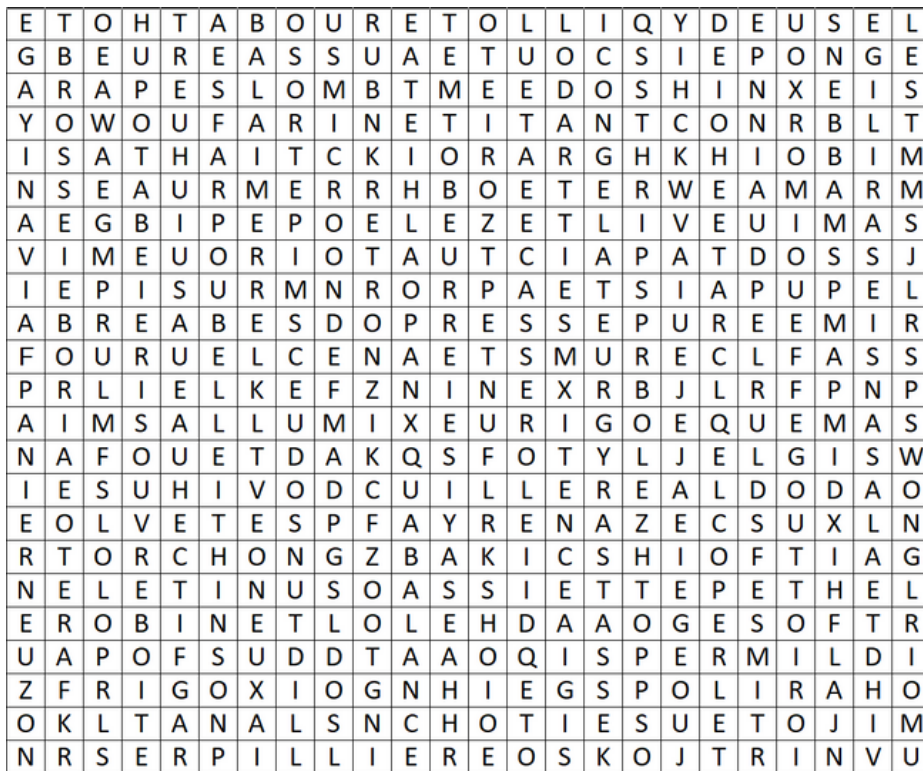 E T O H T A B O U R E T O L L I Q Y D E U S E L
G B E U R E A S S U A E T U O C S I E P O N G E
A R A P E S L O M B T M E E D O S H I N X E I S
Y O W O U F A R I N E T I T A N T C O N R B L T
I S A T H A I T C K I O R A R G H K H I O B I M
N S E A U R M E R R H B O E T E R W E A M A R M
A E G B I P E P O E L E Z E T L I V E U I M A S
V I M E U O R I O T A U T C I A P A T D O S S J
I E P I S U R M N R O R P A E T S I A P U P E L
A B R E A B E S D O P R E S S E P U R E E M I R
F O U R U E L C E N A E T S M U R E C L F A S S
P R L I E L K E F Z N I N E X R B J L R F P N P
A I M S A L L U M I X E U R I G O E Q U E M A S
N A F O U E T D A K Q S F O T Y L J E L G I S W
I E S U H I V O D C U I L L E R E A L D O D A O
E O L V E T E S P F A Y R E N A Z E C S U X L N
R T O R C H O N G Z B A K I C S H I O F T I A G
N E L E T I N U S O A S S I E T T E P E T H E L
E R O B I N E T L O L E H D A A O G E S O F T R
U A P O F S U D D T A A O Q I S P E R M I L D I
Z F R I G O X I O G N H I E G S P O L I R A H O
O K L T A N A L S N C H O T I E S U E T O J I M
N R S E R P I L L I E R E O S K O J T R I N V U